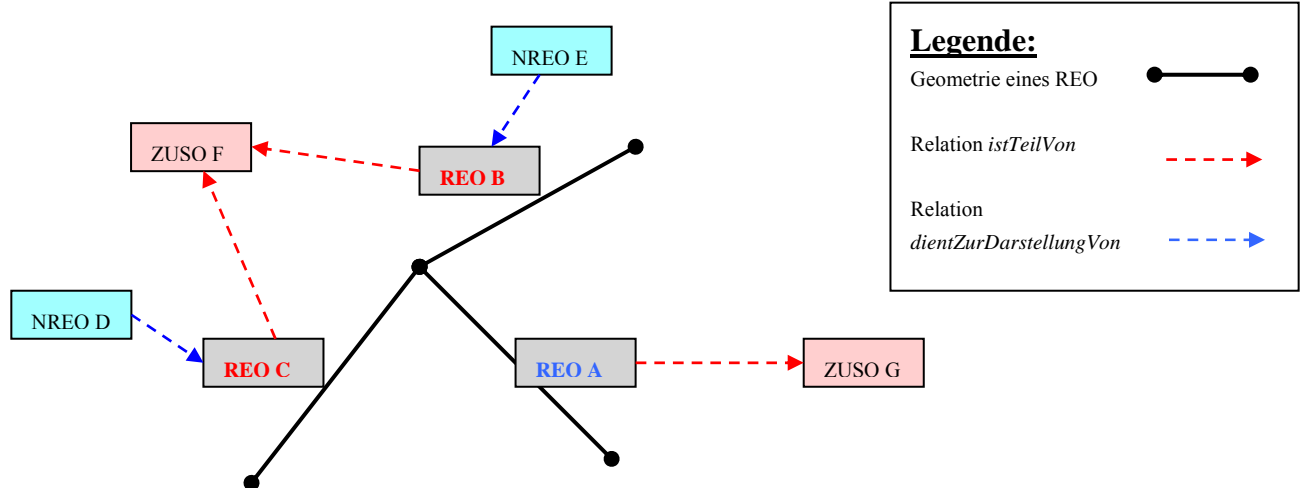 NREO E
ZUSO F
REO B
NREO D
REO C
REO A
ZUSO G
Legende:
Geometrie eines REO
Relation istTeilVon
Relation
dientZurDarstellungVon